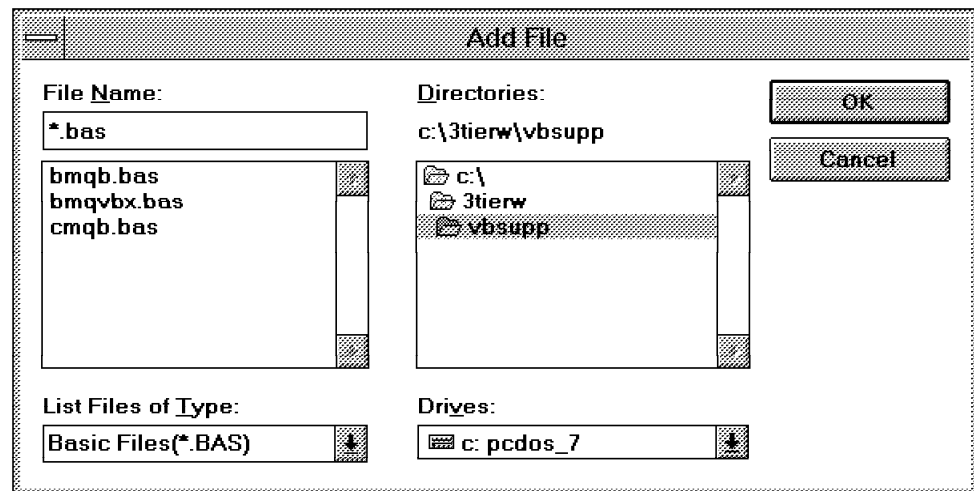 Add File
File Name:
*.bas
bmqb.bas
bmqvbx.bas
cmqb.bas
List Files of Type:
Basic Files(*.BAS)
Directories:
c:\3tierw\vbsupp
c:\
3tierw
vbsupp
Drives:
c: pcdos_7
OK
Cancel